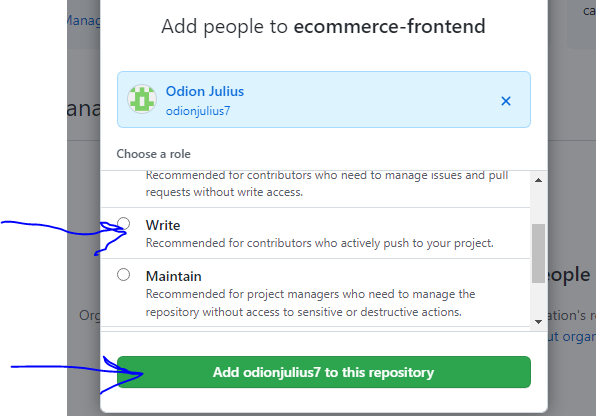 ca
Manag
Add people to ecommerce-frontend
Odion Julius
odionjulius7
ana
Choose a role
Recommended for contributors who need to manage issues and pull
requests without write access.
Write
Recommended for contributors who actively push to your project.
Maintain
Recommended for project managers who need to manage the
repository without access to sensitive or destructive actions.
eople
Org
ation's r
ut organ
Add odionjulius7 to this repository